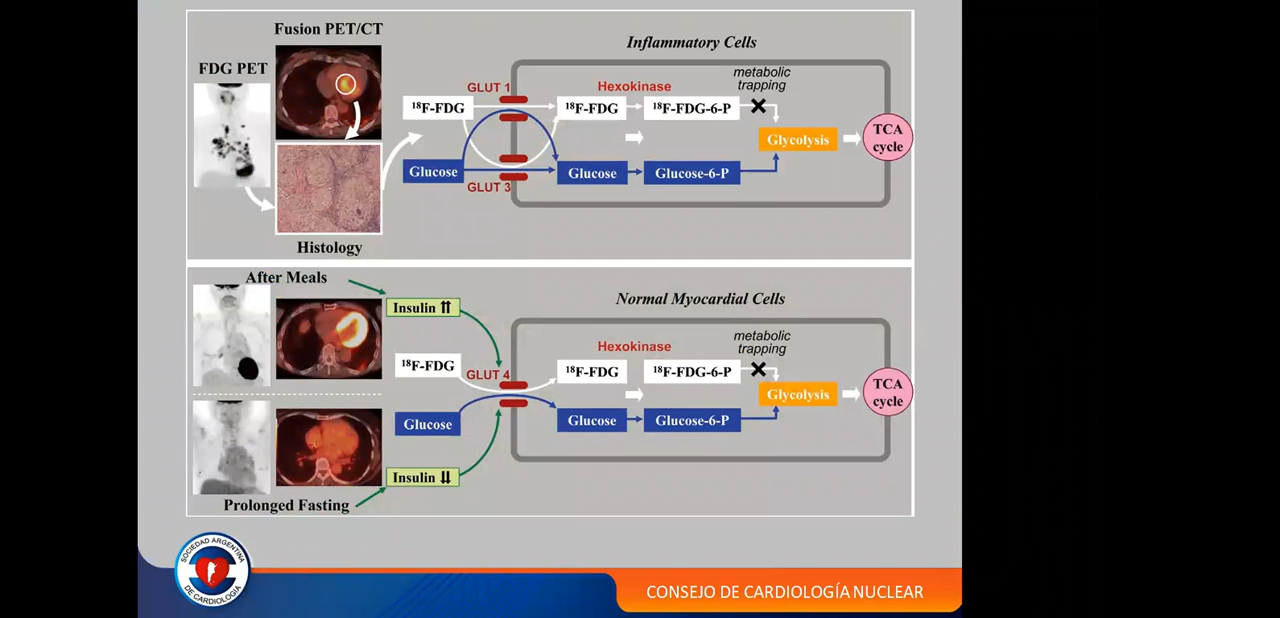 Fusion PET/CT
FDG PET
Histology
Inflammatory Cells
GLUT 1
Hexokinase
metabolic
trapping
¹⁸F-FDG
¹⁸F-FDG
¹⁸F-FDG-6-P
Glycolysis
TCA
cycle
Glucose
Glucose
Glucose-6-P
GLUT 3
After Meals
Insulin ⇈
Normal Myocardial Cells
Hexokinase
metabolic
trapping
¹⁸F-FDG
GLUT 4
¹⁸F-FDG
¹⁸F-FDG-6-P
Glycolysis
TCA
cycle
Glucose
Glucose
Glucose-6-P
Insulin ⇊
Prolonged Fasting
SOCIEDAD ARGENTINA
DE CARDIOLOGÍA
CONSEJO DE CARDIOLOGÍA NUCLEAR